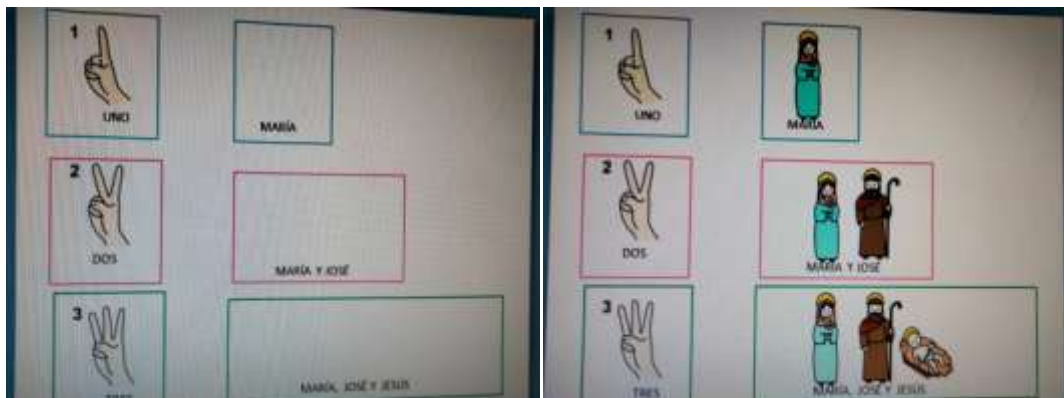 1
UNO
MARÍA
2
DOS
MARÍA Y JOSÉ
3
MARÍA, JOSÉ Y JESÚS
1
UNO
MARÍA
2
DOS
MARÍA Y JOSÉ
3
TRES
MARÍA, JOSÉ Y JESÚS